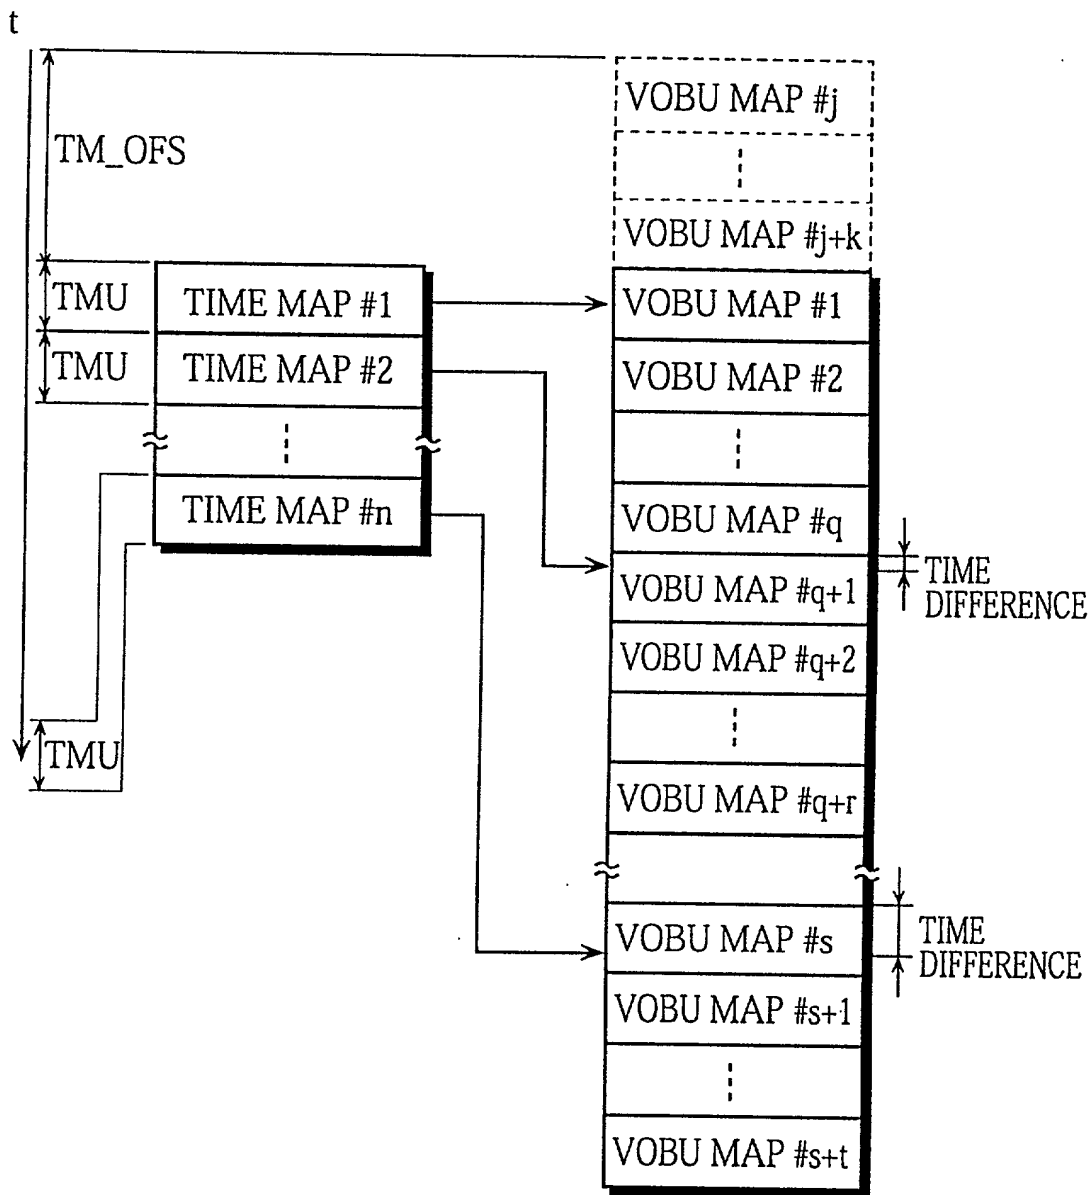 t
TM_OFS
TMU
TMU
TMU
TIME MAP #1
TIME MAP #2
TIME MAP #n
VOBU MAP #j
VOBU MAP #j+k
VOBU MAP #1
VOBU MAP #2
VOBU MAP #q
VOBU MAP #q+1
VOBU MAP #q+2
VOBU MAP #q+r
VOBU MAP #s
VOBU MAP #s+1
VOBU MAP #s+t
TIME
DIFFERENCE
TIME
DIFFERENCE